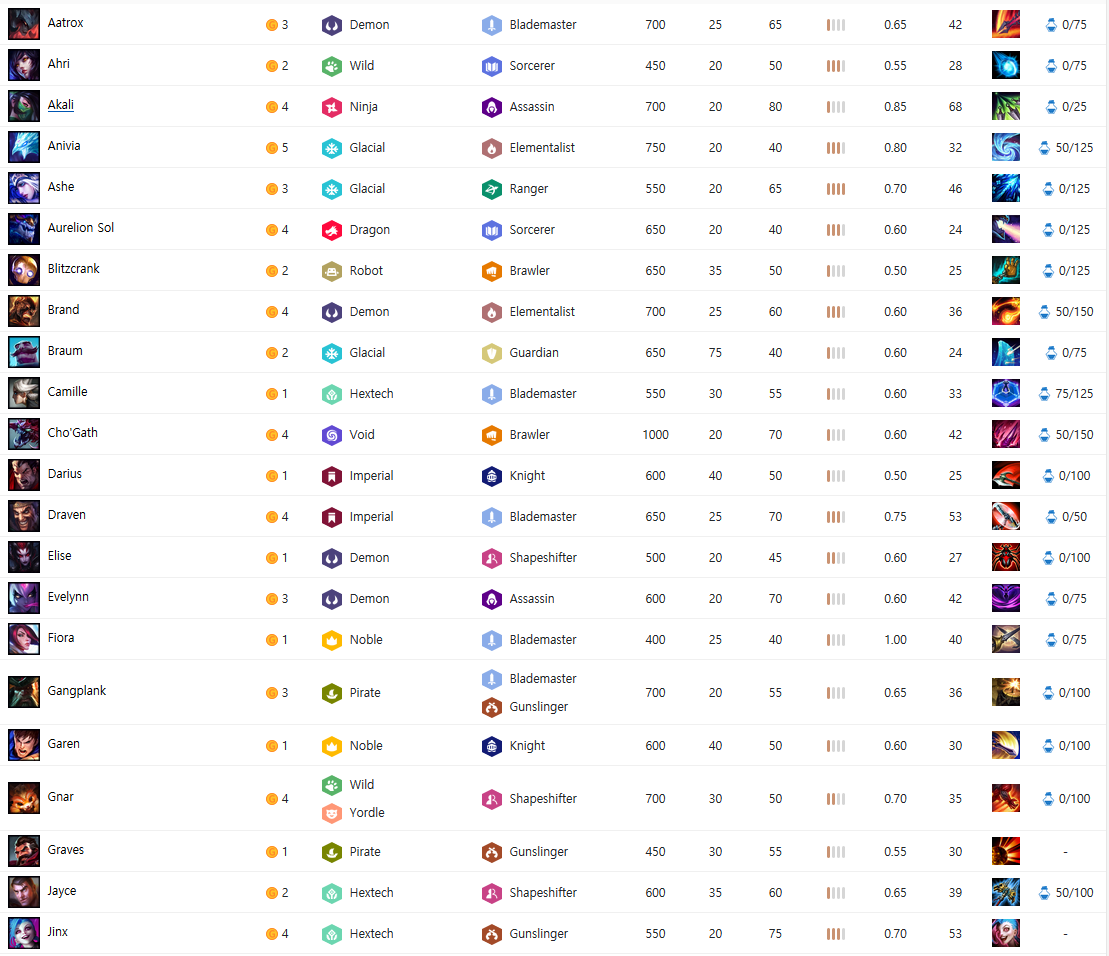 Aatrox 3 Demon Blademaster 700 25 65 0.65 42 0/75
Ahri 2 Wild Sorcerer 450 20 50 0.55 28 0/75
Akali 4 Ninja Assassin 700 20 80 0.85 68 0/25
Anivia 5 Glacial Elementalist 750 20 40 0.80 32 50/125
Ashe 3 Glacial Ranger 550 20 65 0.70 46 0/125
Aurelion Sol 4 Dragon Sorcerer 650 20 40 0.60 24 0/125
Blitzcrank 2 Robot Brawler 650 35 50 0.50 25 0/125
Brand 4 Demon Elementalist 700 25 60 0.60 36 50/150
Braum 2 Glacial Guardian 650 75 40 0.60 24 0/75
Camille 1 Hextech Blademaster 550 30 55 0.60 33 75/125
Cho'Gath 4 Void Brawler 1000 20 70 0.60 42 50/150
Darius 1 Imperial Knight 600 40 50 0.50 25 0/100
Draven 4 Imperial Blademaster 650 25 70 0.75 53 0/50
Elise 1 Demon Shapeshifter 500 20 45 0.60 27 0/100
Evelynn 3 Demon Assassin 600 20 70 0.60 42 0/75
Fiora 1 Noble Blademaster 400 25 40 1.00 40 0/75
Blademaster
Gangplank 3 Pirate 700 20 55 0.65 36 0/100
Gunslinger
Garen 1 Noble Knight 600 40 50 0.60 30 0/100
Wild
Gnar 4 Shapeshifter 700 30 50 0.70 35 0/100
Yordle
Graves 1 Pirate Gunslinger 450 30 55 0.55 30 -
Jayce 2 Hextech Shapeshifter 600 35 60 0.65 39 50/100
Jinx 4 Hextech Gunslinger 550 20 75 0.70 53 -